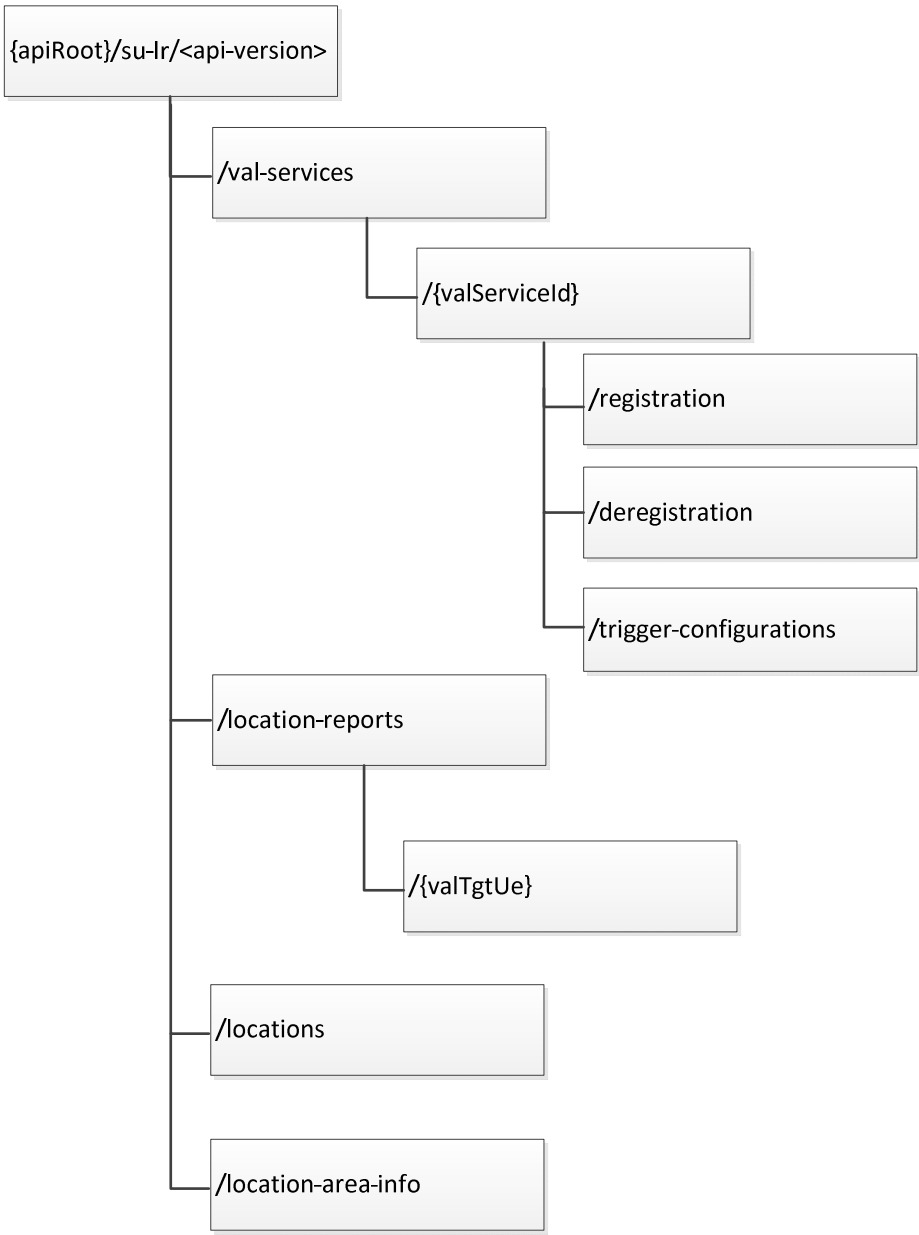 {apiRoot}/su-lr/<api-version>
/val-services
/{valServiceId}
/registration
/deregistration
/trigger-configurations
/location-reports
/{valTgtUe}
/locations
/location-area-info